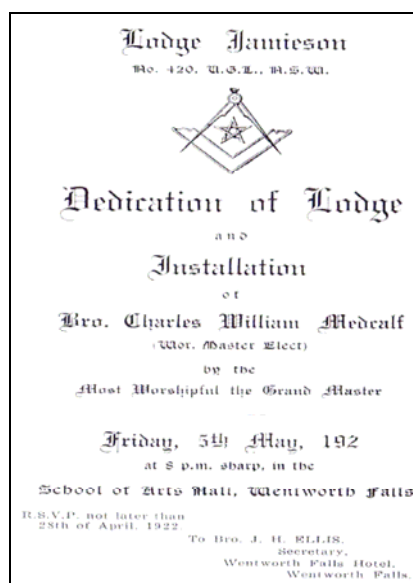 Lodge Jamieson
No. 420, U.G.L., N.S.W.
Dedication of Lodge
and
Installation
of
Bro. Charles William Medcalf
(Wor. Master Elect)
by the
Most Worshipful the Grand Master
Friday, 5th May, 192
at 8 p.m. sharp, in the
School of Arts Hall, Wentworth Falls
R.S.V.P. not later than
28th of April, 1922.
To Bro. J. H. ELLIS.
Secretary,
Wentworth Falls Hotel.
Wentworth Falls.